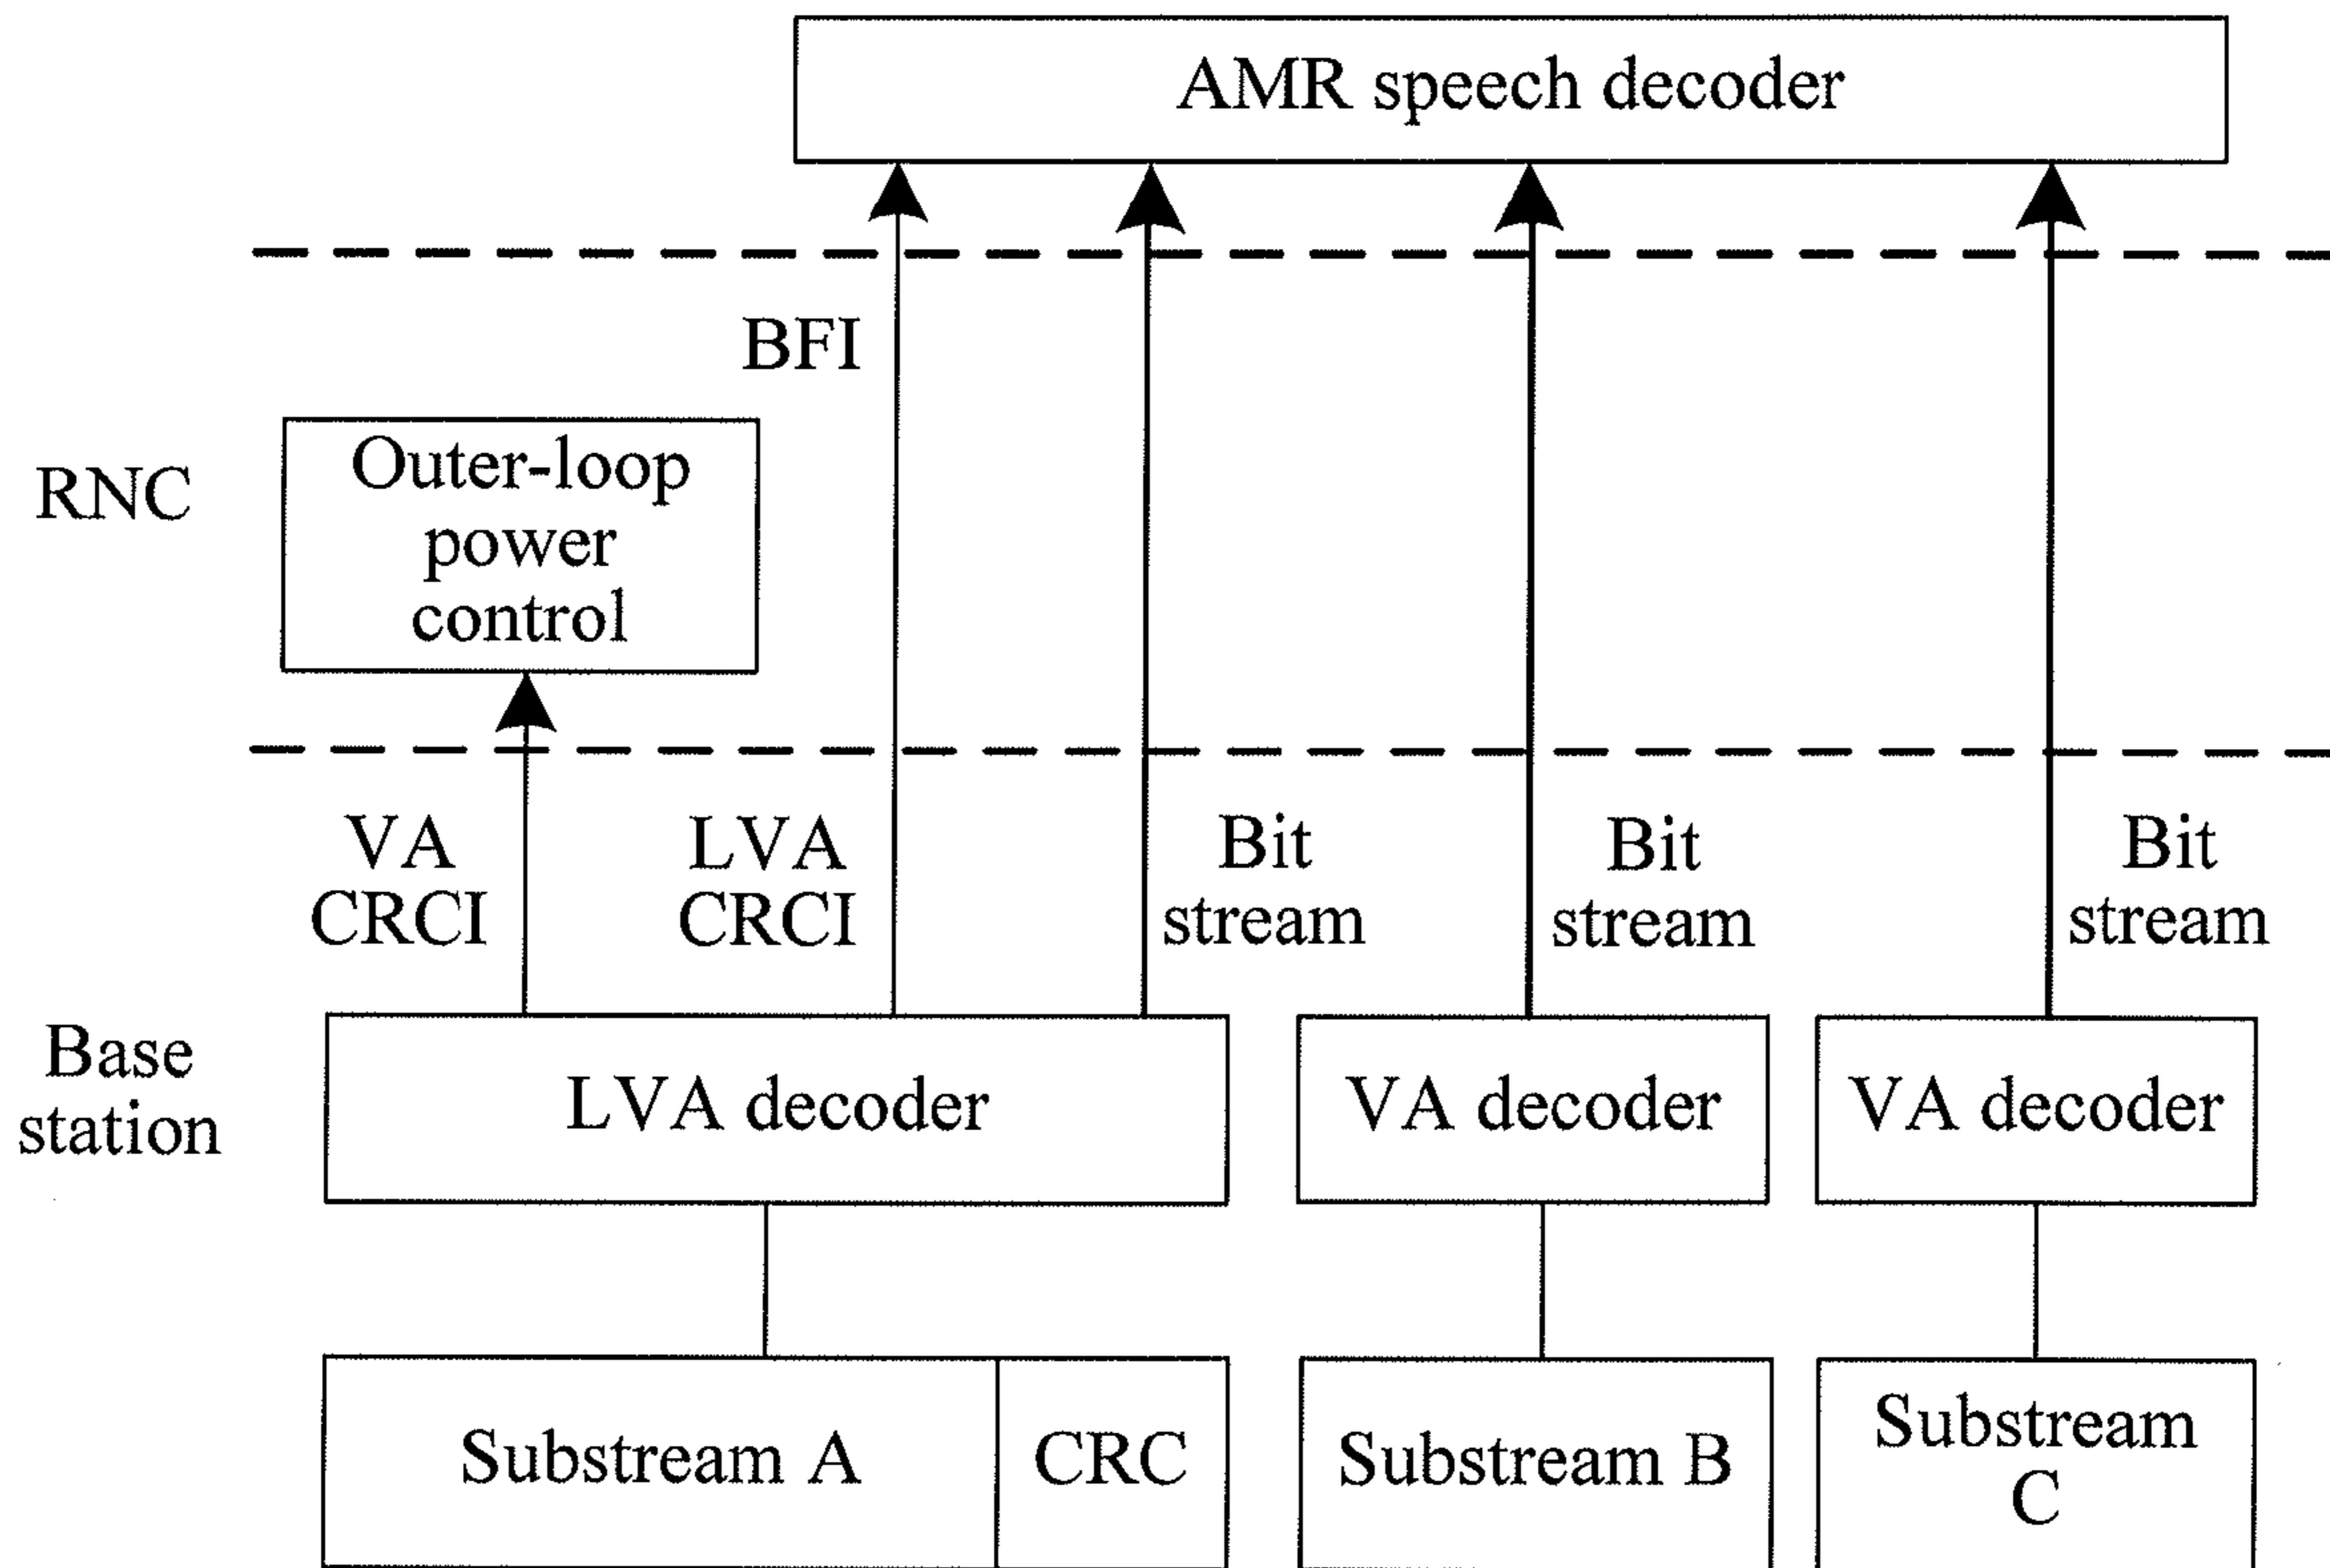 AMR speech decoder
BFI
RNC
Outer-loop
power
control
VA
CRCI
LVA
CRCI
Bit
stream
Bit
stream
Bit
stream
Base
station
LVA decoder
VA decoder
VA decoder
Substream A
CRC
Substream B
Substream
C